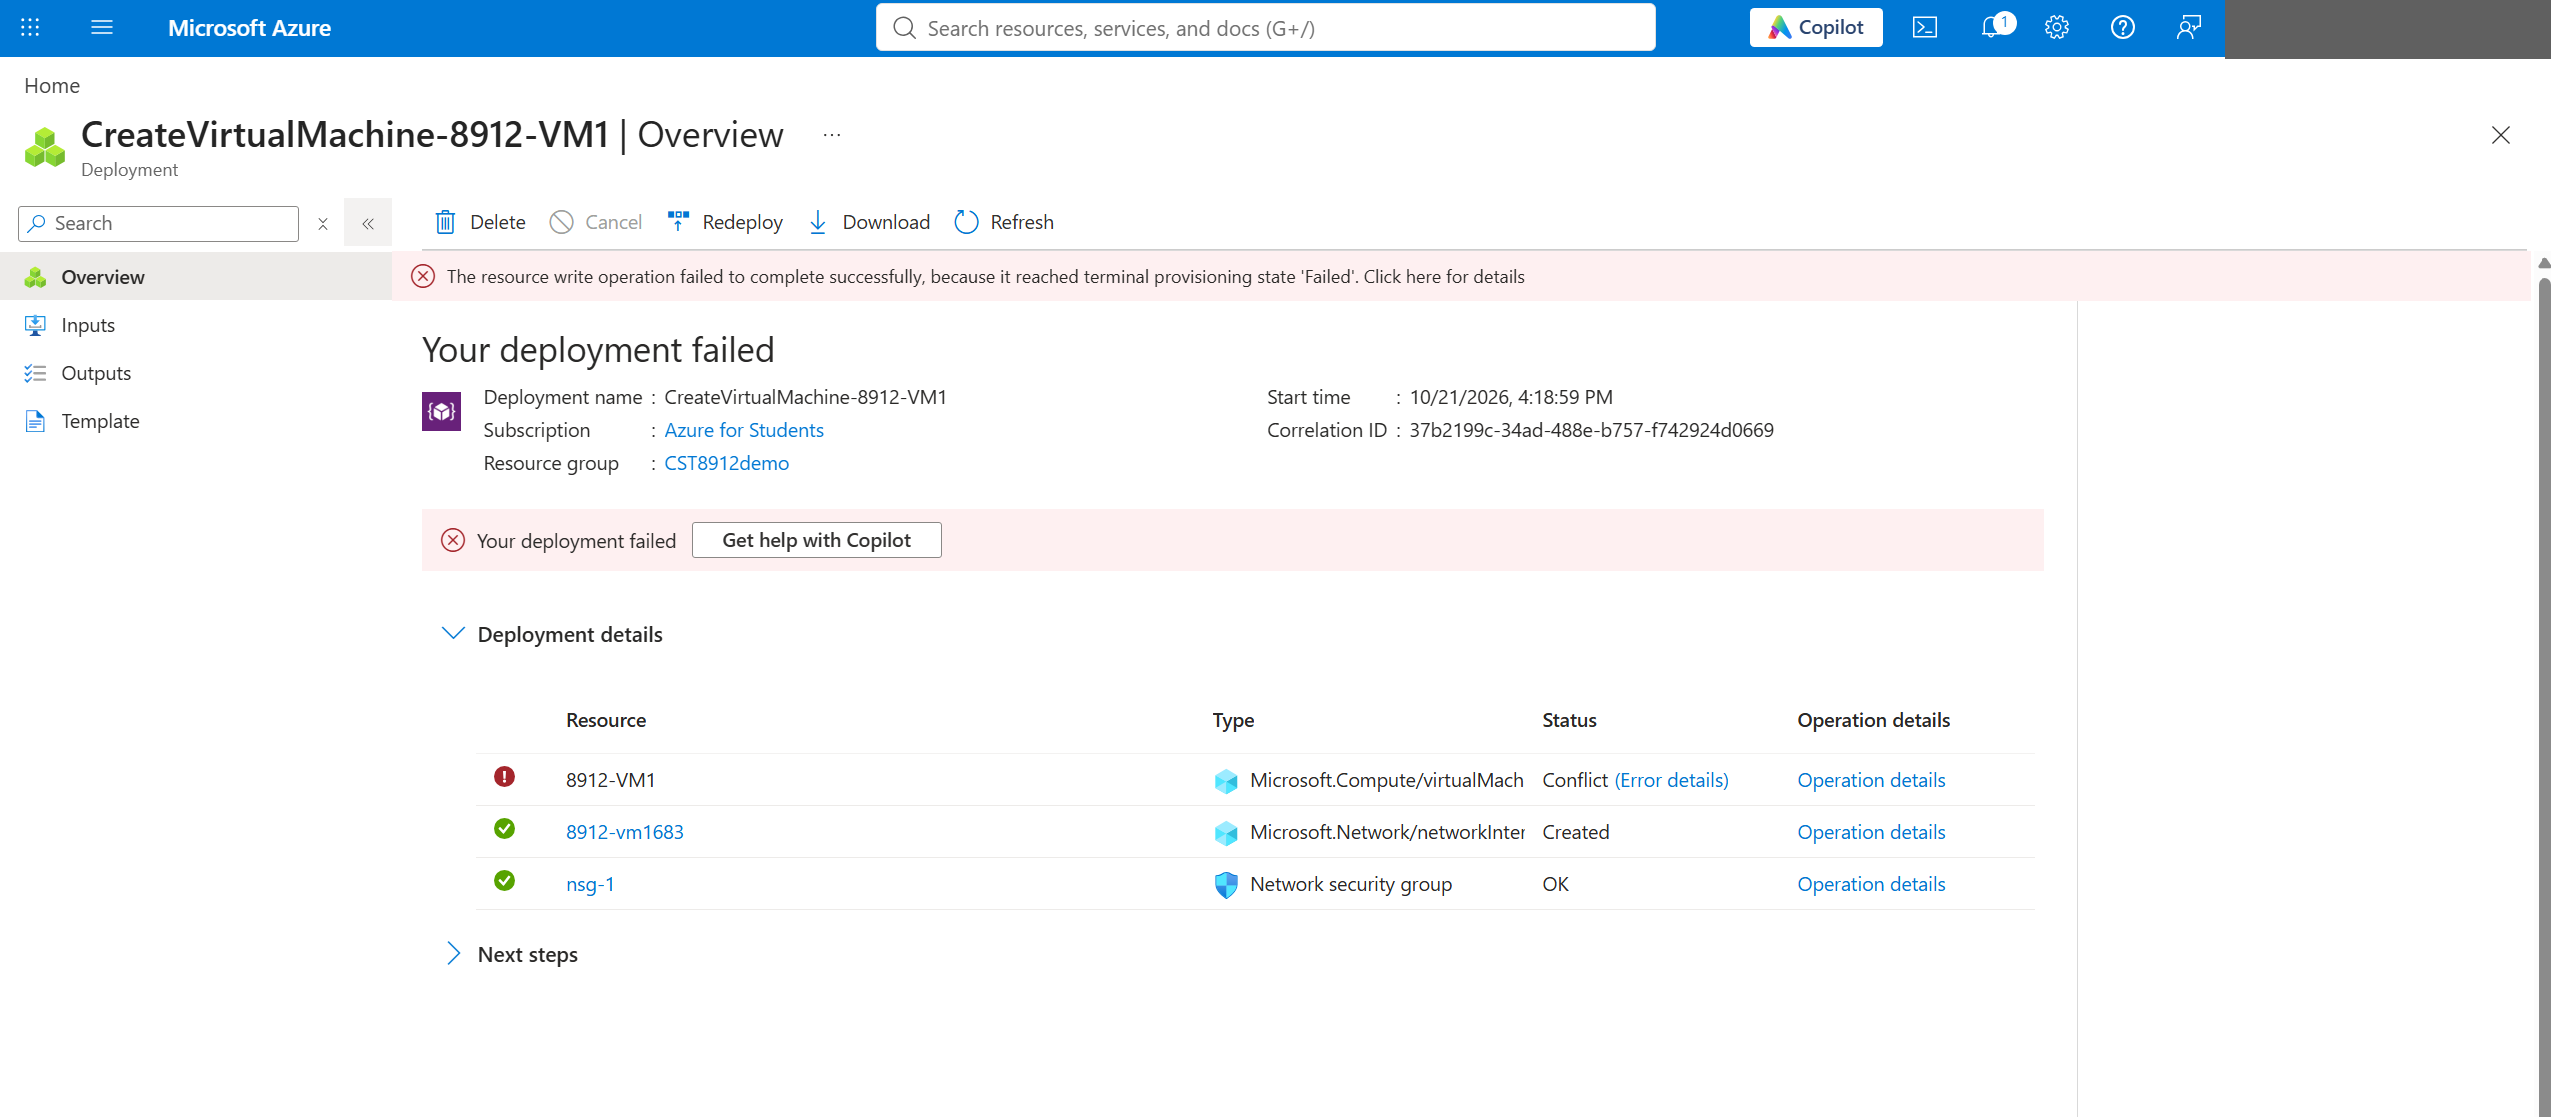 Microsoft Azure
Search resources, services, and docs (G+/)
Copilot
1
Home
CreateVirtualMachine-8912-VM1 | Overview ...
Deployment
Search
Delete
Cancel
Redeploy
Download
Refresh
Overview
Inputs
Outputs
Template
The resource write operation failed to complete successfully, because it reached terminal provisioning state 'Failed'. Click here for details
Your deployment failed
Deployment name : CreateVirtualMachine-8912-VM1
Subscription : Azure for Students
Resource group : CST8912demo
Start time : 10/21/2026, 4:18:59 PM
Correlation ID : 37b2199c-34ad-488e-b757-f742924d0669
Your deployment failed
Get help with Copilot
Deployment details
Resource Type Status Operation details
8912-VM1 Microsoft.Compute/virtualMach Conflict (Error details) Operation details
8912-vm1683 Microsoft.Network/networkInter Created Operation details
nsg-1 Network security group OK Operation details
Next steps